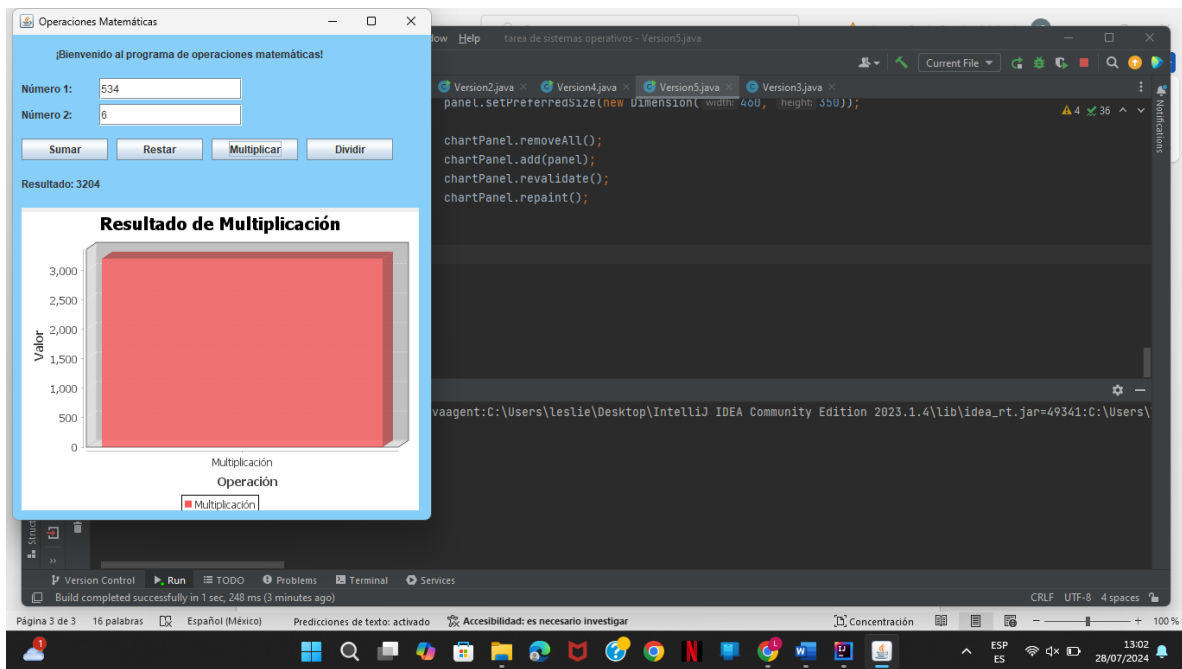 Operaciones Matemáticas
¡Bienvenido al programa de operaciones matemáticas!
Número 1: 534
Número 2: 6
Sumar Restar Multiplicar Dividir
Resultado: 3204
Resultado de Multiplicación
3,000
2,500
2,000
1,500
1,000
500
0
Valor
Multiplicación
Operación
Multiplicación
Help tarea de sistemas operativos - Version5.java
Current File
Version2.java Version4.java Version5.java Version3.java
panel.setPreferredSize(new Dimension( width: 460, height: 350));
4 36
Notifications
chartPanel.removeAll();
chartPanel.add(panel);
chartPanel.revalidate();
chartPanel.repaint();
vaagent:C:\Users\leslie\Desktop\IntelliJ IDEA Community Edition 2023.1.4\lib\idea_rt.jar=49341:C:\Users\
Version Control Run TODO Problems Terminal Services
Build completed successfully in 1 sec, 248 ms (3 minutes ago) CRLF UTF-8 4 spaces
Página 3 de 3 16 palabras Español (México) Predicciones de texto: activado Accesibilidad: es necesario investigar Concentración 100 %
ESP
ES
13:02
28/07/2024